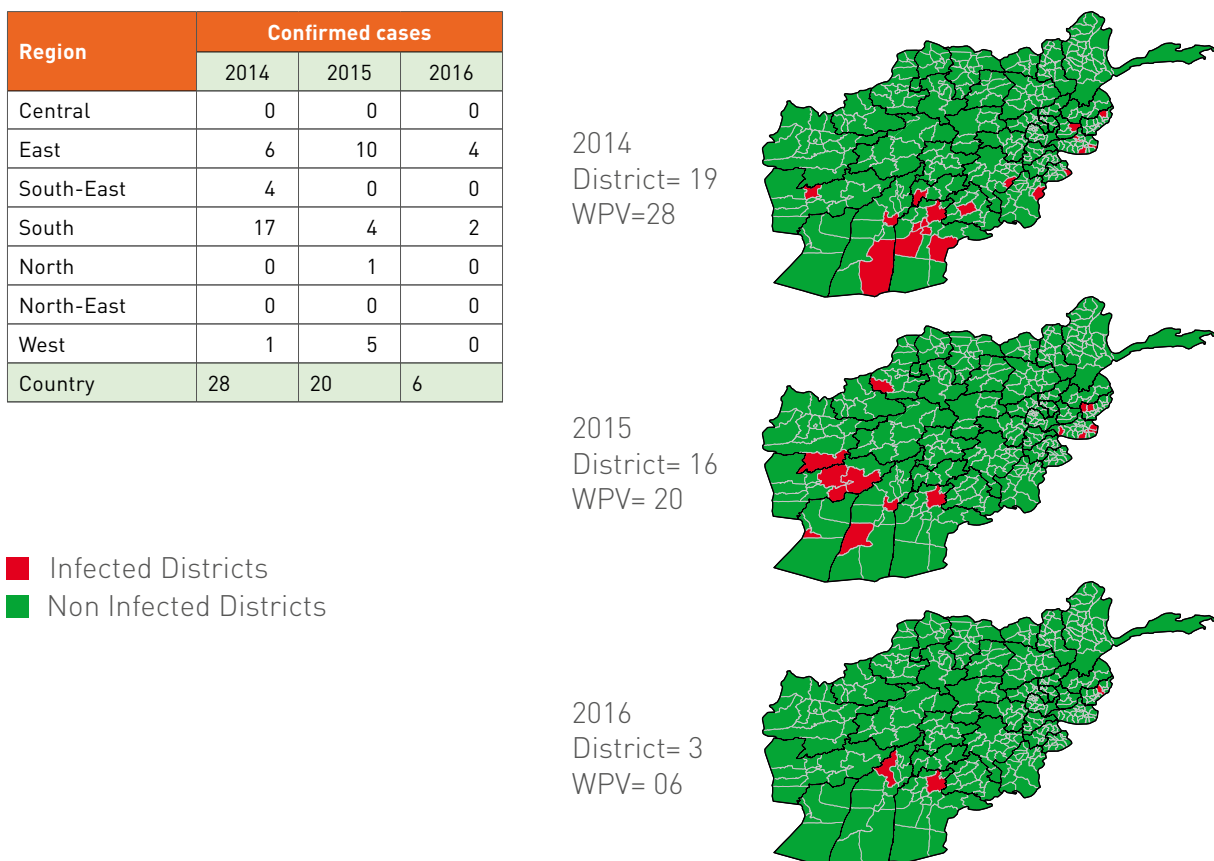 Region Confirmed cases
2014 2015 2016
Central 0 0 0
East 6 10 4
South-East 4 0 0
South 17 4 2
North 0 1 0
North-East 0 0 0
West 1 5 0
Country 28 20 6
Infected Districts
Non Infected Districts
2014
District= 19
WPV=28
2015
District= 16
WPV= 20
2016
District= 3
WPV= 06